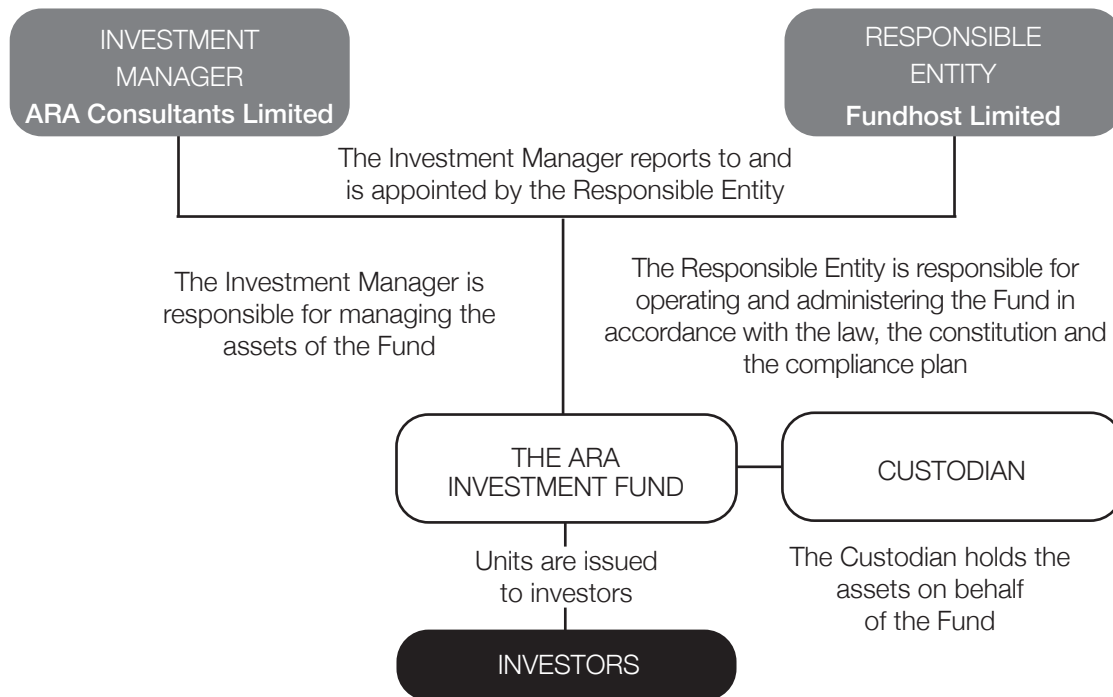 INVESTMENT
MANAGER
ARA Consultants Limited
RESPONSIBLE
ENTITY
Fundhost Limited
The Investment Manager reports to and
is appointed by the Responsible Entity
The Investment Manager is
responsible for managing the
assets of the Fund
The Responsible Entity is responsible for
operating and administering the Fund in
accordance with the law, the constitution and
the compliance plan
THE ARA
INVESTMENT FUND
CUSTODIAN
Units are issued
to investors
The Custodian holds the
assets on behalf
of the Fund
INVESTORS